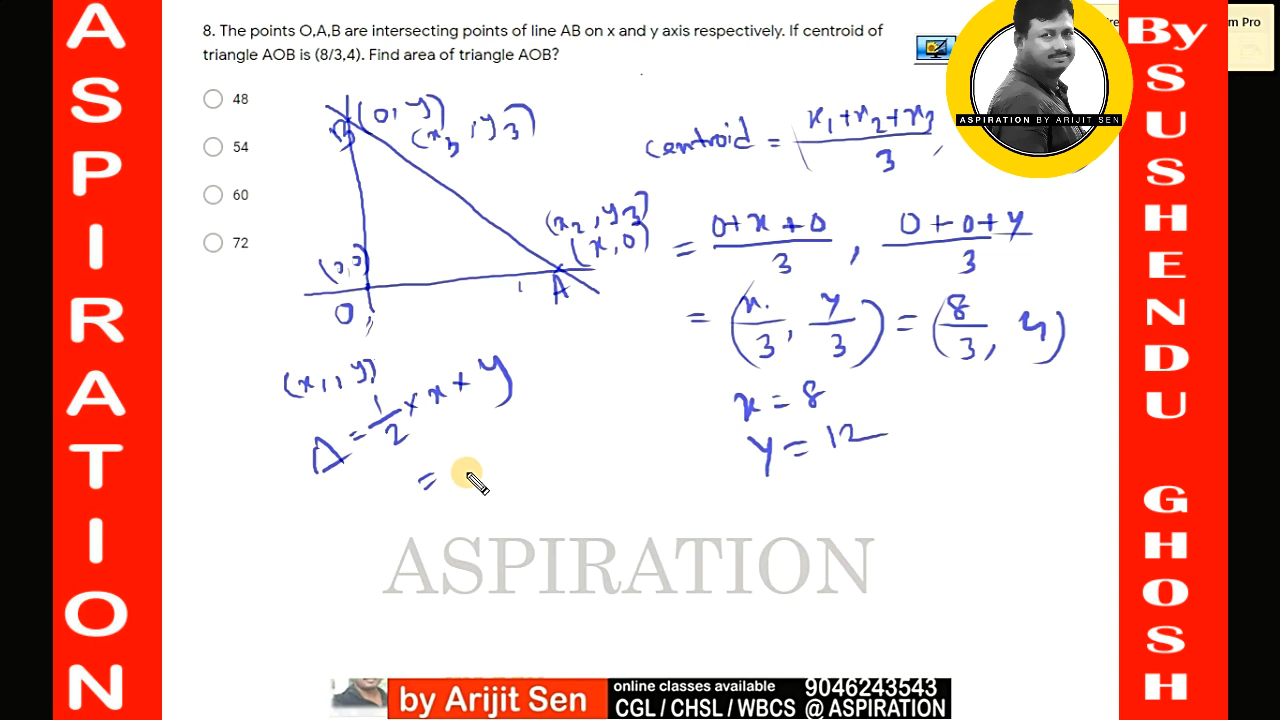 ASPIRATION
By SUSHENDU GHOSH
8. The points O,A,B are intersecting points of line AB on x and y axis respectively. If centroid of
triangle AOB is (8/3,4). Find area of triangle AOB?
m Pro
48
54
60
72
ASPIRATION BY ARIJIT SEN
B (0, y)
(x3, y3)
(x2, y3)
(x, 0)
A
O
(x1, y)
centroid = (x1+x2+x3/3,
= 0+x+0/3, 0+0+y/3
= (x/3, y/3) = (8/3, 4)
x = 8
y = 12
Δ = 1/2 × x + y
=
ASPIRATION
by Arijit Sen
online classes available 9046243543
CGL / CHSL / WBCS @ ASPIRATION